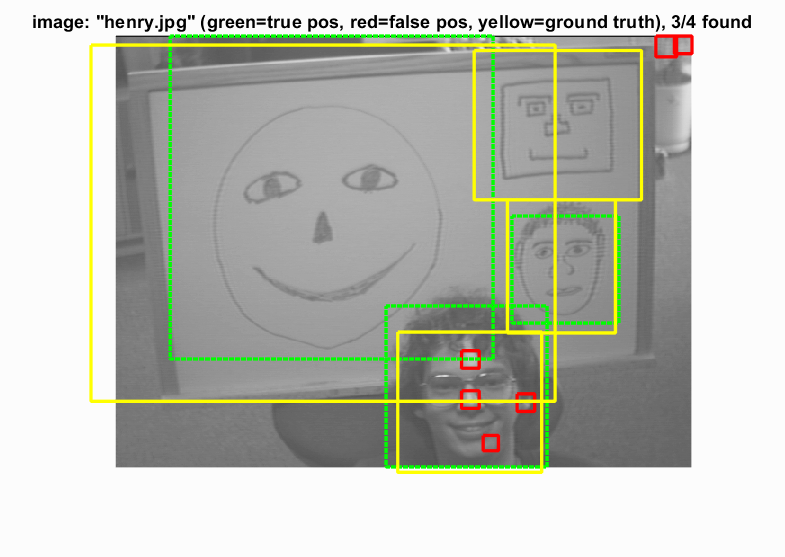 image: "henry.jpg" (green=true pos, red=false pos, yellow=ground truth), 3/4 found